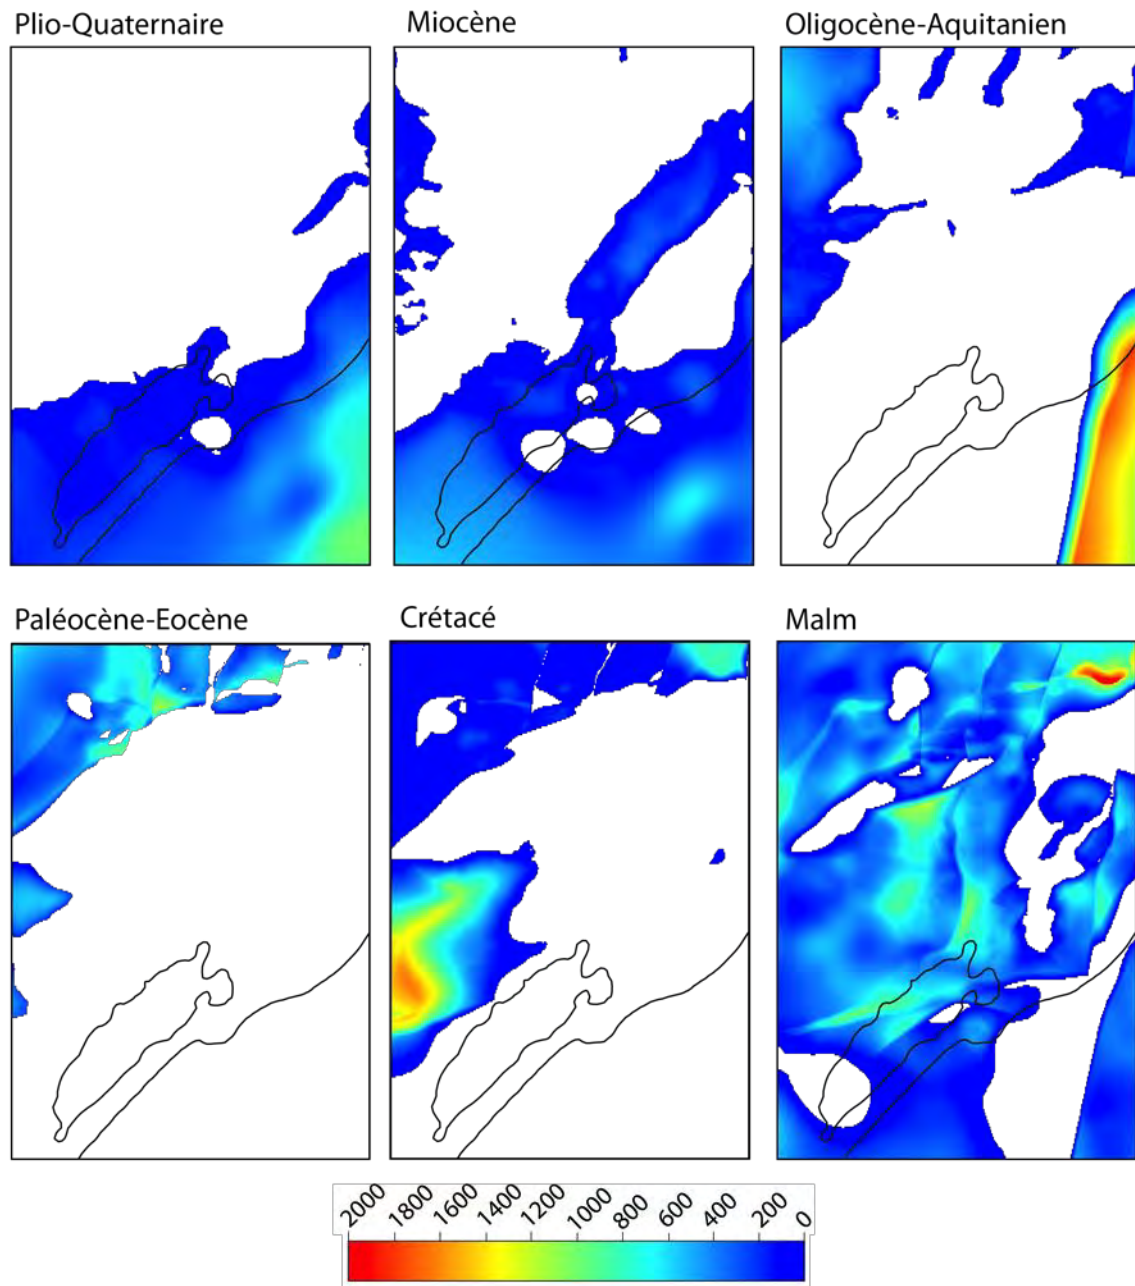 Plio-Quaternaire
Miocène
Oligocène-Aquitanien
Paléocène-Eocène
Crétacé
Malm
2000 1800 1600 1400 1200 1000 800 600 400 200 0